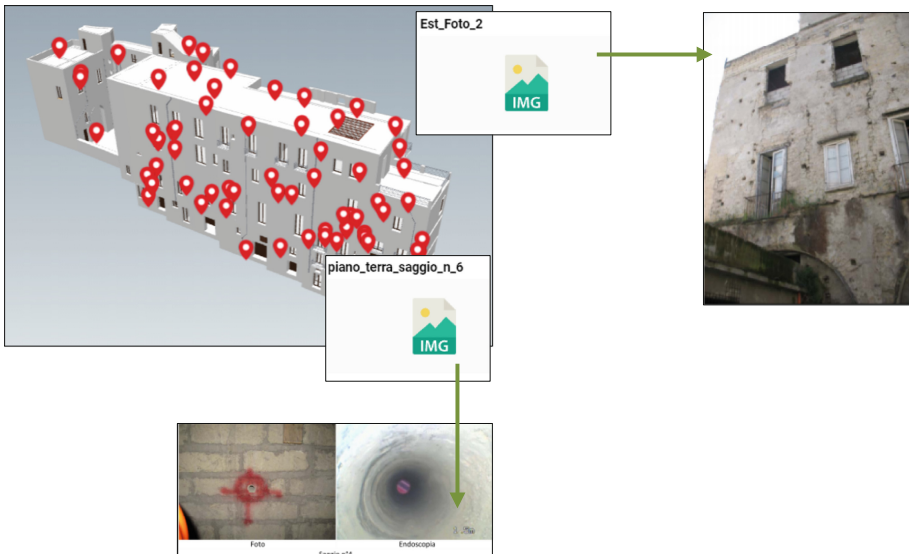 Est_Foto_2
IMG
piano_terra_saggio_n_6
IMG
Foto
Endoscopia